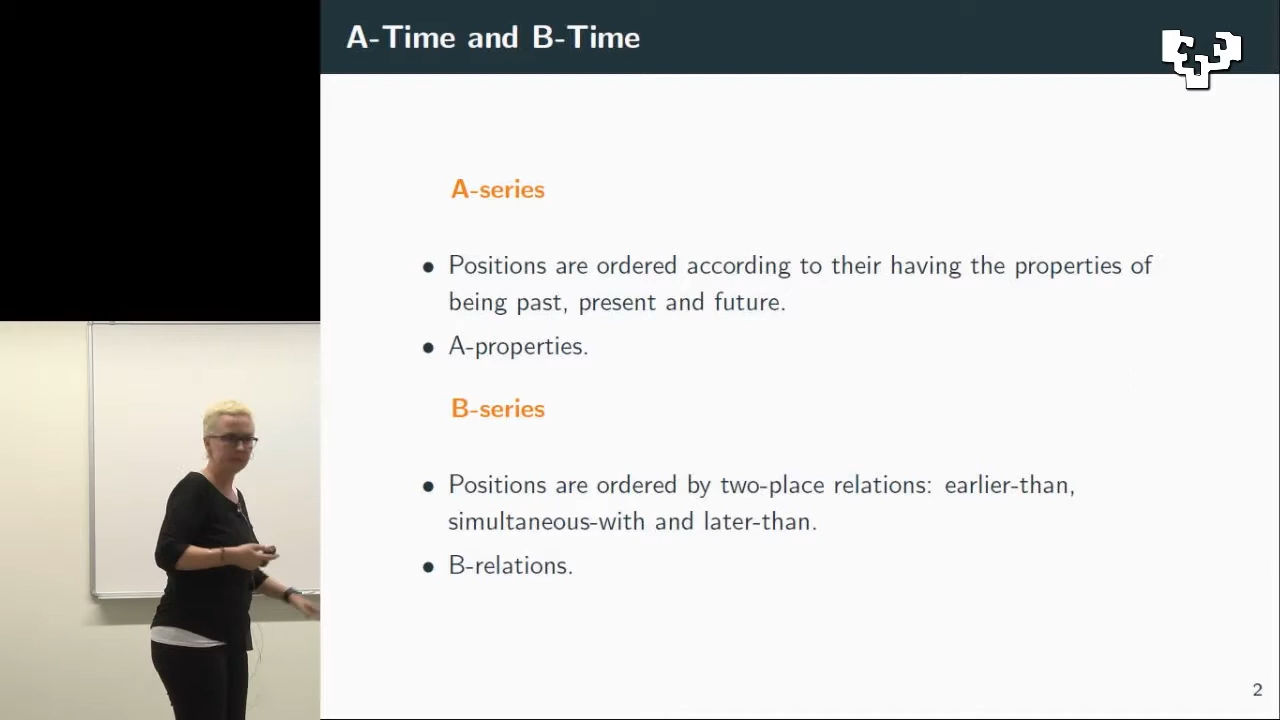 A-Time and B-Time
A-series
• Positions are ordered according to their having the properties of
being past, present and future.
• A-properties.
B-series
• Positions are ordered by two-place relations: earlier-than,
simultaneous-with and later-than.
• B-relations.
2